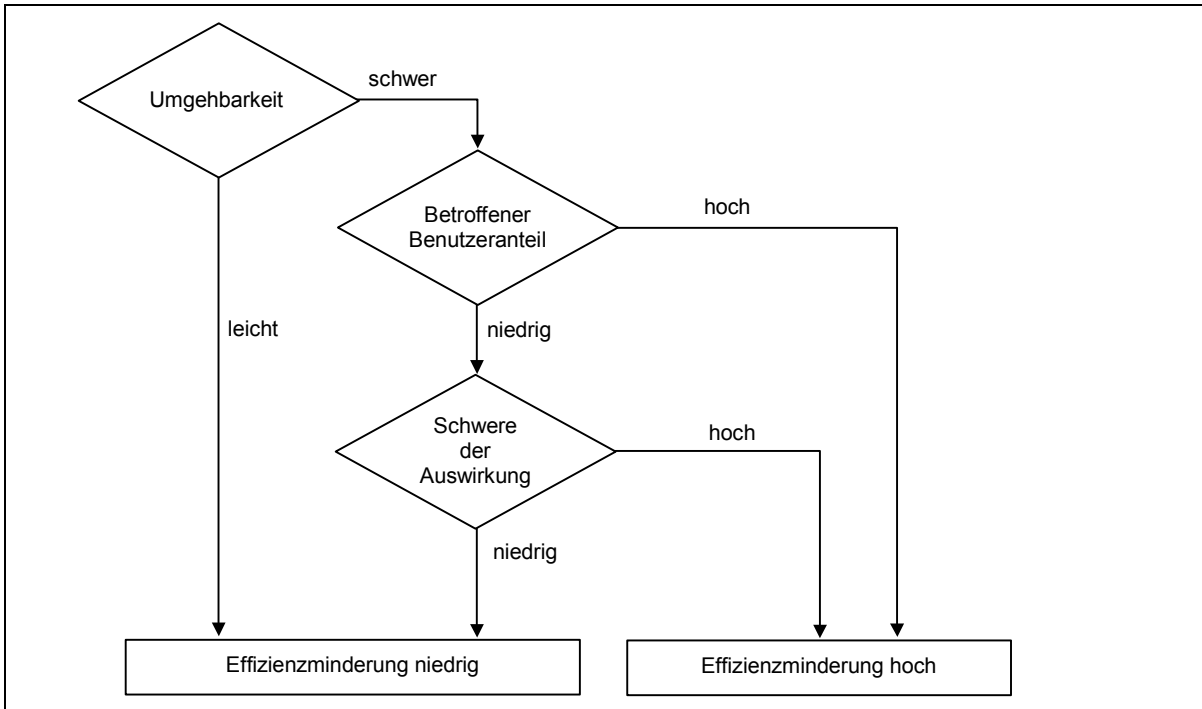 Umgehbarkeit
schwer
Betroffener
Benutzeranteil
hoch
leicht
niedrig
Schwere
der
Auswirkung
hoch
niedrig
Effizienzminderung niedrig
Effizienzminderung hoch